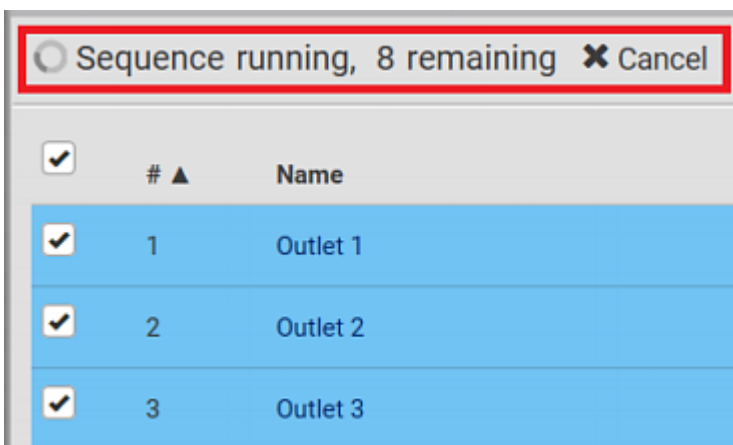 Sequence running, 8 remaining ✖ Cancel
# ▲ Name
1 Outlet 1
2 Outlet 2
3 Outlet 3